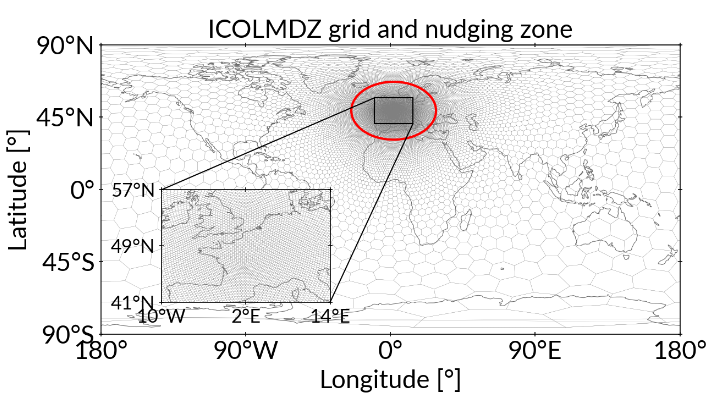 ICOLMDZ grid and nudging zone
90°N
45°N
0°
45°S
90°S
Latitude [°]
57°N
49°N
41°N
10°W 2°E 14°E
180° 90°W 0° 90°E 180°
Longitude [°]